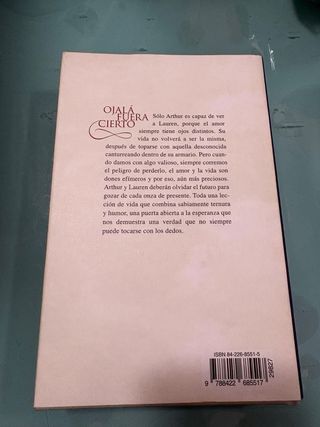 OJALÁ
FUERA
CIERTO
Sólo Arthur es capaz de ver
a Lauren, porque el amor
siempre tiene ojos distintos. Su
vida no volverá a ser la misma,
después de toparse con aquella desconocida
canturreando dentro de su armario. Pero cuan-
do damos con algo valioso, siempre corremos
el peligro de perderlo, el amor y la vida son
dones efímeros y por eso, aún más preciosos.
Arthur y Lauren deberán olvidar el futuro para
gozar de cada onza de presente. Toda una lec-
ción de vida que combina sabiamente ternura
y humor, una puerta abierta a la esperanza que
nos demuestra una verdad que no siempre
puede tocarse con los dedos.
ISBN 84-226-8551-5
9 788422 685517
29827